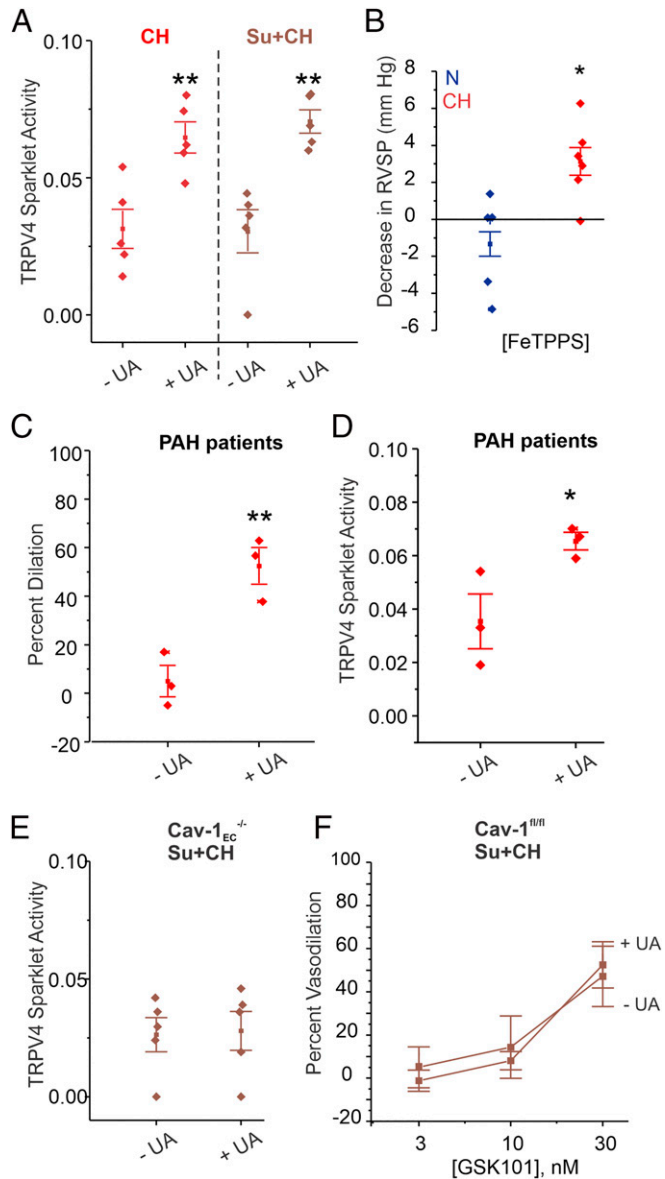 A
CH
Su+CH
TRPV4 Sparklet Activity
0.10
0.05
0.00
**
**
- UA
+ UA
- UA
+ UA
B
N
CH
Decrease in RVSP (mm Hg)
8
6
4
2
0
-2
-4
-6
*
[FeTPPS]
C
PAH patients
Percent Dilation
100
80
60
40
20
0
-20
**
- UA
+ UA
D
PAH patients
TRPV4 Sparklet Activity
0.10
0.08
0.06
0.04
0.02
0.00
*
- UA
+ UA
E
Cav-1EC-/-
Su+CH
TRPV4 Sparklet Activity
0.10
0.05
0.00
- UA
+ UA
F
Cav-1fl/fl
Su+CH
Percent Vasodilation
100
80
60
40
20
0
-20
+ UA
- UA
3
10
30
[GSK101], nM